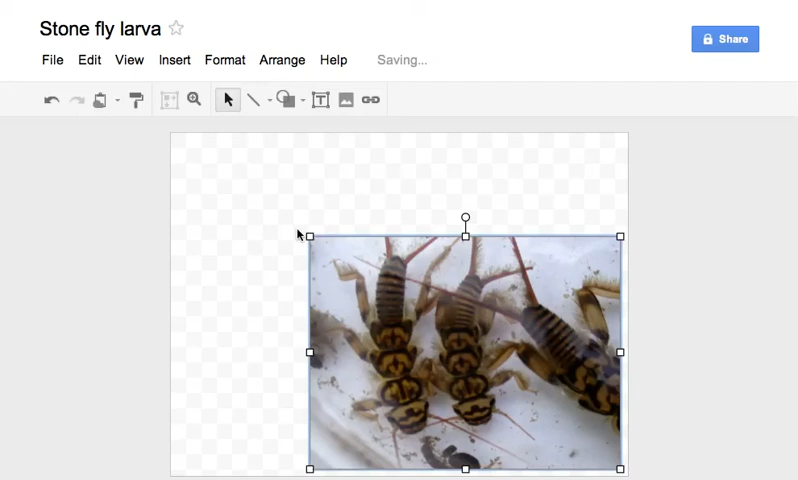 Stone fly larva
Share
File Edit View Insert Format Arrange Help Saving...
T